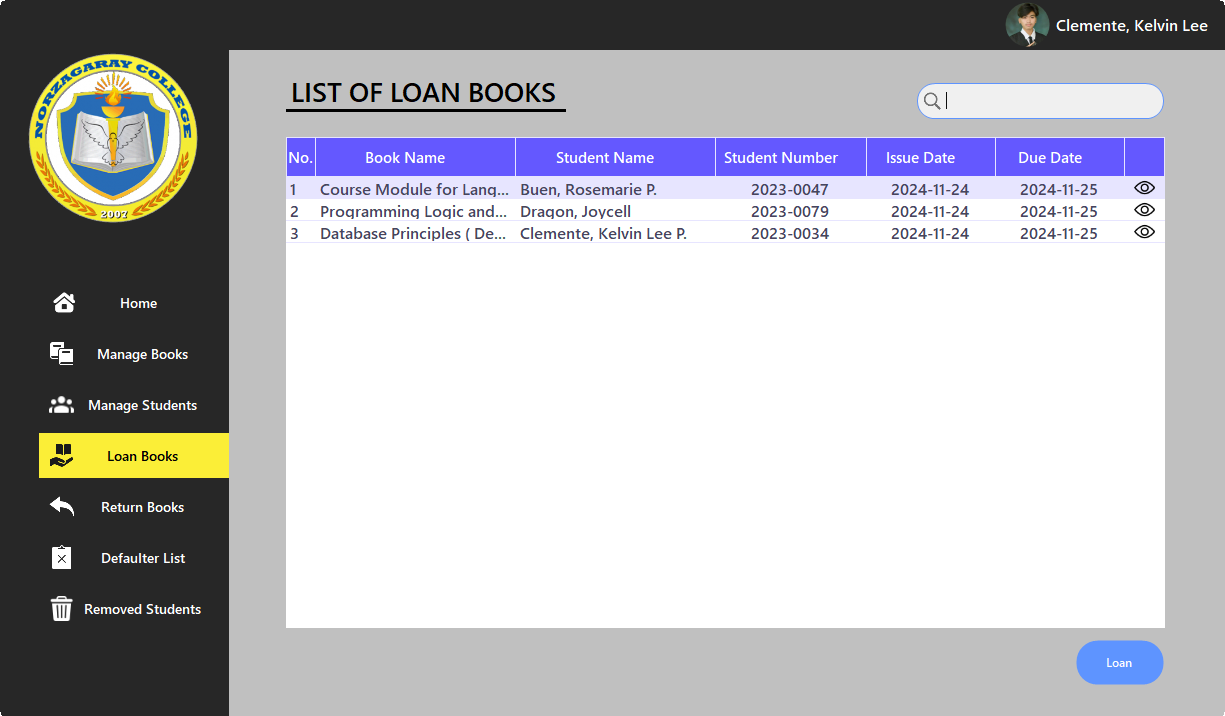 Clemente, Kelvin Lee
NORZAGARAY COLLEGE
2007
Home
Manage Books
Manage Students
Loan Books
Return Books
Defaulter List
Removed Students
LIST OF LOAN BOOKS
No. Book Name Student Name Student Number Issue Date Due Date
1 Course Module for Lang... Buen, Rosemarie P. 2023-0047 2024-11-24 2024-11-25
2 Programming Logic and... Dragon, Joycell 2023-0079 2024-11-24 2024-11-25
3 Database Principles ( De... Clemente, Kelvin Lee P. 2023-0034 2024-11-24 2024-11-25
Loan